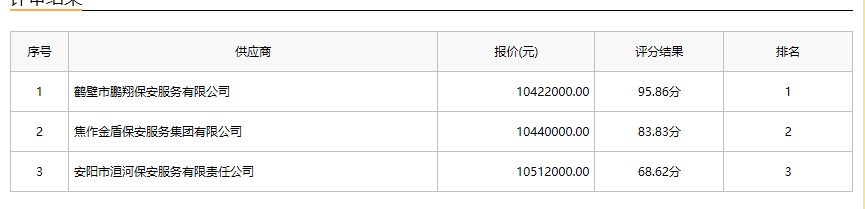 评审结果
序号 供应商 报价(元) 评分结果 排名
1 鹤壁市鹏翔保安服务有限公司 10422000.00 95.86分 1
2 焦作金盾保安服务集团有限公司 10440000.00 83.83分 2
3 安阳市洹河保安服务有限责任公司 10512000.00 68.62分 3